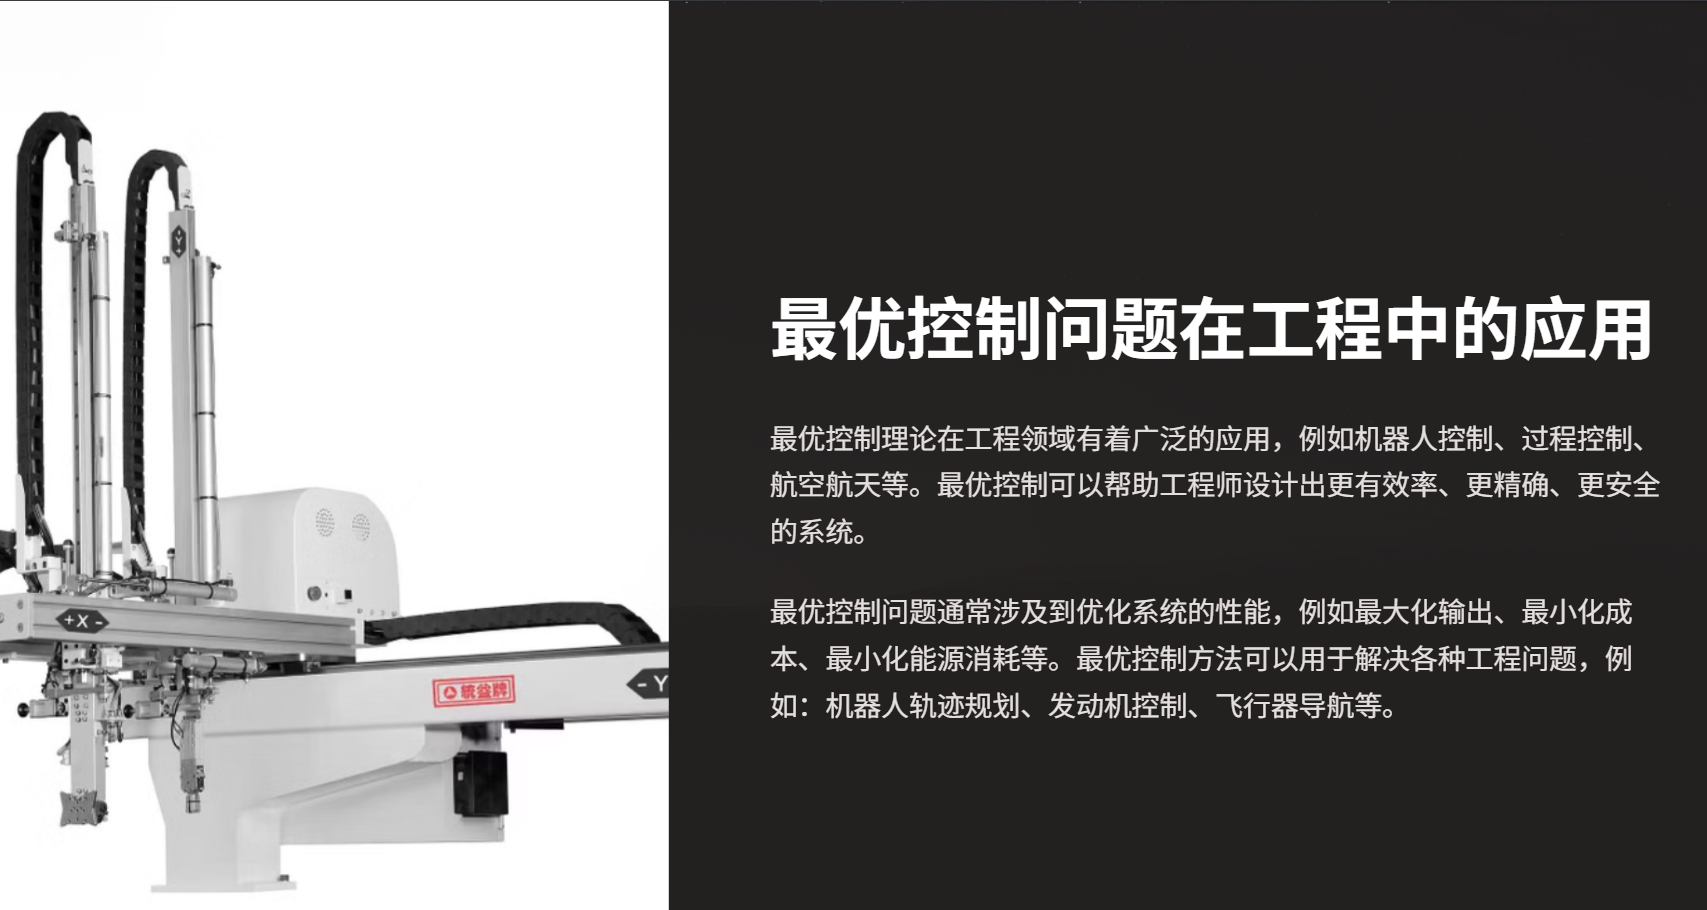 最优控制问题在工程中的应用
最优控制理论在工程领域有着广泛的应用，例如机器人控制、过程控制、
航空航天等。最优控制可以帮助工程师设计出更有效率、更精确、更安全
的系统。
最优控制问题通常涉及到优化系统的性能，例如最大化输出、最小化成
本、最小化能源消耗等。最优控制方法可以用于解决各种工程问题，例
如：机器人轨迹规划、发动机控制、飞行器导航等。
+Y-
+X-
統益牌
-Y